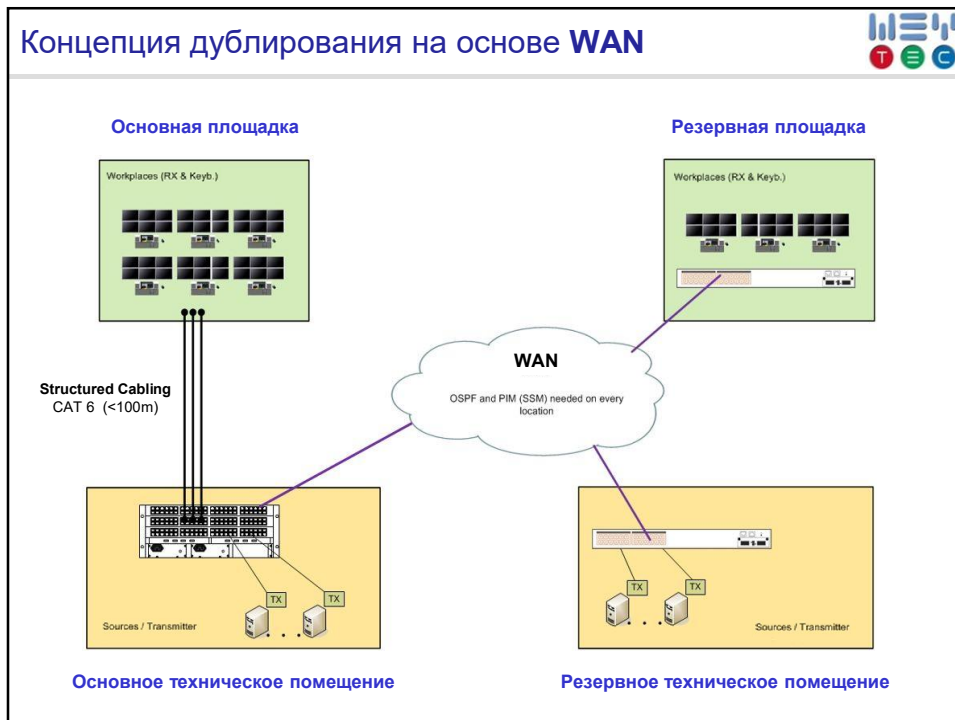 Концепция дублирования на основе WAN
WEY
TEC
Основная площадка
Резервная площадка
Workplaces (RX & Keyb.)
Workplaces (RX & Keyb.)
WAN
OSPF and PIM (SSM) needed on every
location
Structured Cabling
CAT 6 (<100m)
TX
TX
Sources / Transmitter
TX
TX
Sources / Transmitter
Основное техническое помещение
Резервное техническое помещение